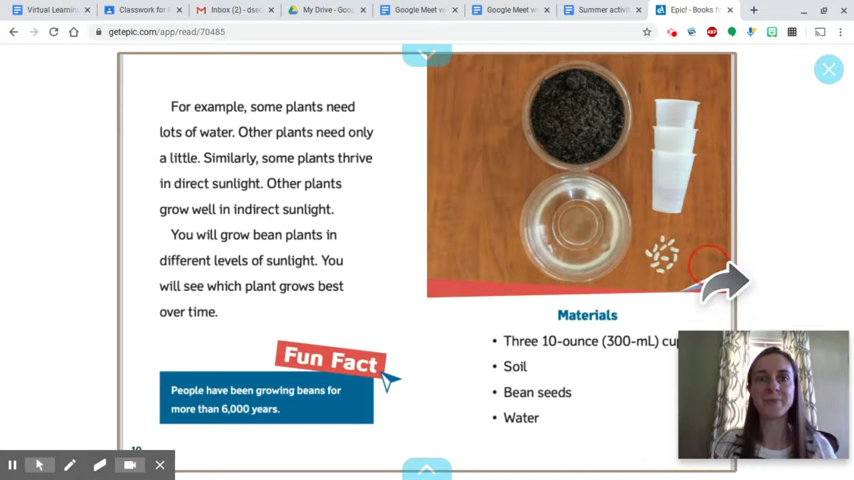 Virtual Learnin
Classwork for
Inbox (2) - dsec
My Drive - Goo
Google Meet w
Google Meet w
Summer activit
Epic! - Books fo
getepic.com/app/read/70485
For example, some plants need
lots of water. Other plants need only
a little. Similarly, some plants thrive
in direct sunlight. Other plants
grow well in indirect sunlight.
You will grow bean plants in
different levels of sunlight. You
will see which plant grows best
over time.
Fun Fact
People have been growing beans for
more than 6,000 years.
Materials
• Three 10-ounce (300-mL) cup
• Soil
• Bean seeds
• Water